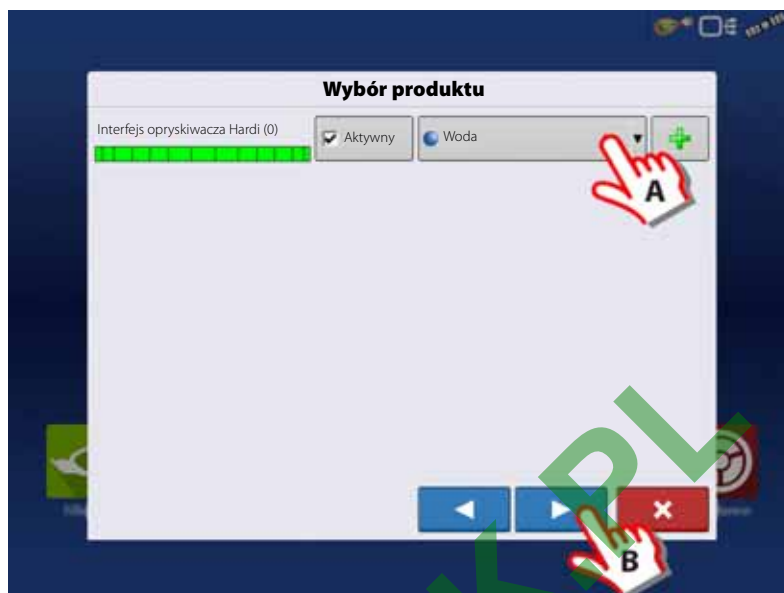 Wybór produktu
Interfejs opryskiwacza Hardi (0)
Aktywny
Woda
A
B
K.PL